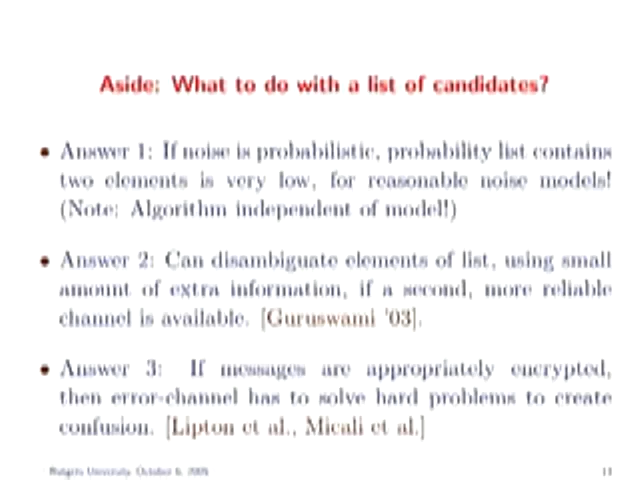 Aside: What to do with a list of candidates?
• Answer 1: If noise is probabilistic, probability list contains
two elements is very low, for reasonable noise models!
(Note: Algorithm independent of model!)
• Answer 2: Can disambiguate elements of list, using small
amount of extra information, if a second, more reliable
channel is available. [Guruswami '03].
• Answer 3: If messages are appropriately encrypted,
then error-channel has to solve hard problems to create
confusion. [Lipton et al., Micali et al.]
Rutgers University, October